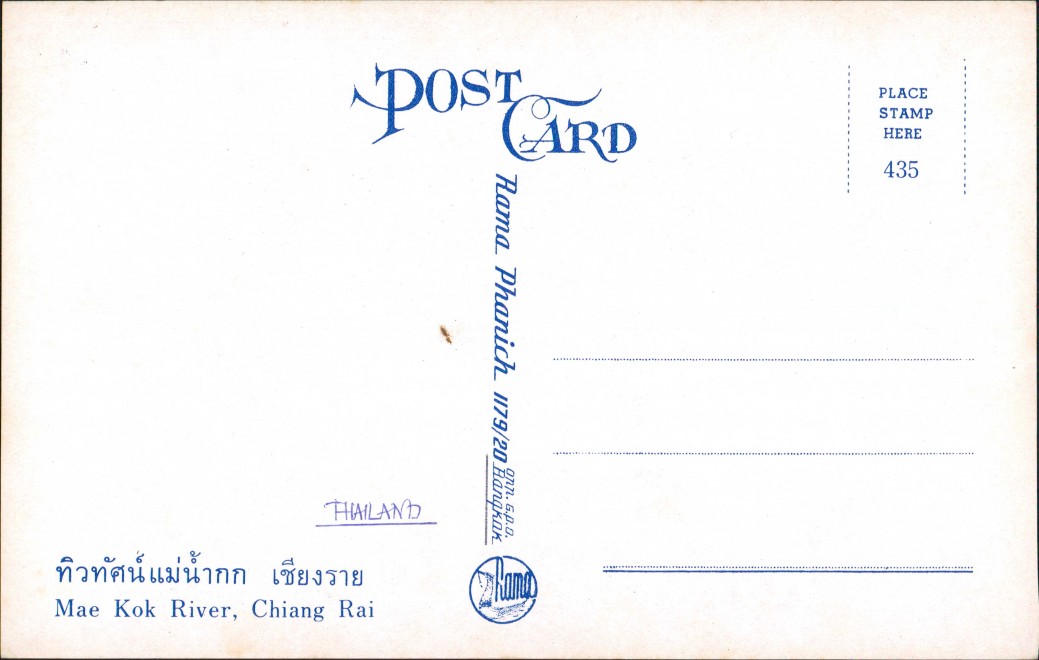 POST CARD
PLACE
STAMP
HERE
435
Rama Phanich 1179/20
G.P.O.
Bangkok
THAILAND
ทิวทัศน์แม่น้ำกก เชียงราย
Mae Kok River, Chiang Rai
Rama